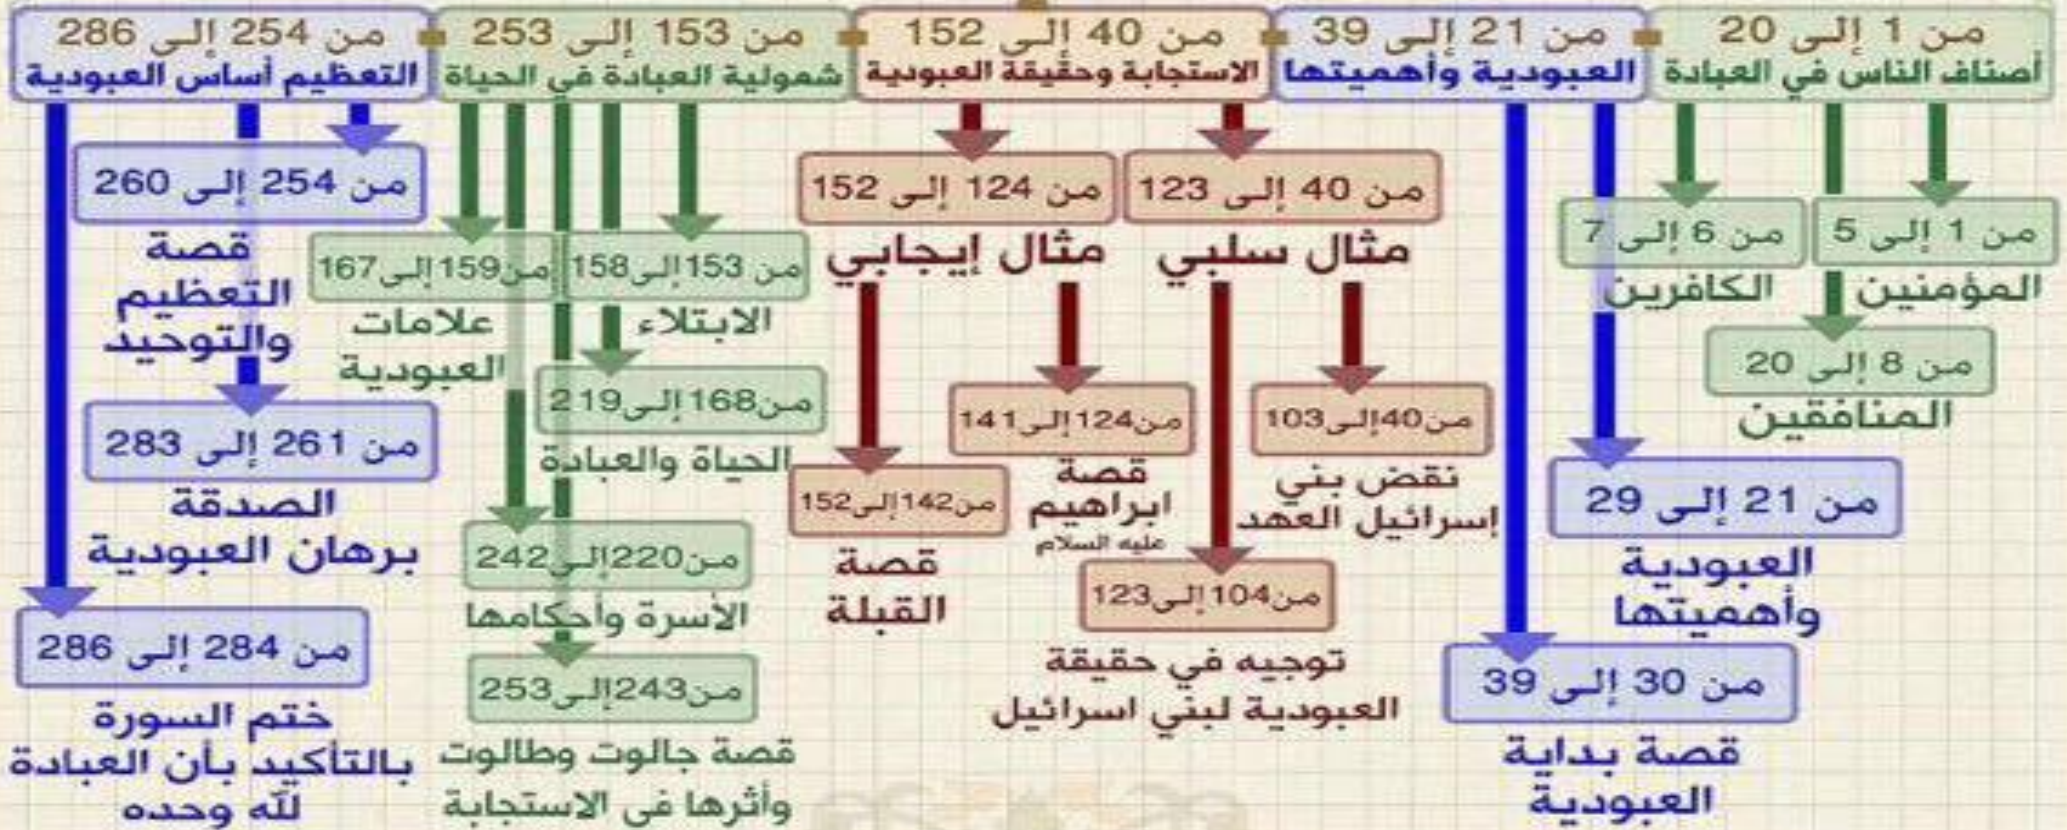 من 1 إلى 20
أصناف الناس في العبادة
من 21 إلى 39
العبودية وأهميتها
من 40 إلى 152
الاستجابة وحقيقة العبودية
من 153 إلى 253
شمولية العبادة في الحياة
من 254 إلى 286
التعظيم أساس العبودية
من 1 إلى 5
المؤمنين
من 6 إلى 7
الكافرين
من 8 إلى 20
المنافقين
من 21 إلى 29
العبودية
وأهميتها
من 30 إلى 39
قصة بداية
العبودية
من 40 إلى 123
مثال سلبي
من40إلى103
نقض بني
إسرائيل العهد
من104إلى123
توجيه في حقيقة
العبودية لبني اسرائيل
من 124 إلى 152
مثال إيجابي
من124إلى141
قصة
ابراهيم
عليه السلام
من142إلى152
قصة
القبلة
من 153إلى158
الابتلاء
من159إلى167
علامات
العبودية
من168إلى219
الحياة والعبادة
من220إلى242
الأسرة وأحكامها
من243إلى253
قصة جالوت وطالوت
وأثرها في الاستجابة
من 254 إلى 260
قصة
التعظيم
والتوحيد
من 261 إلى 283
الصدقة
برهان العبودية
من 284 إلى 286
ختم السورة
بالتأكيد بأن العبادة
لله وحده